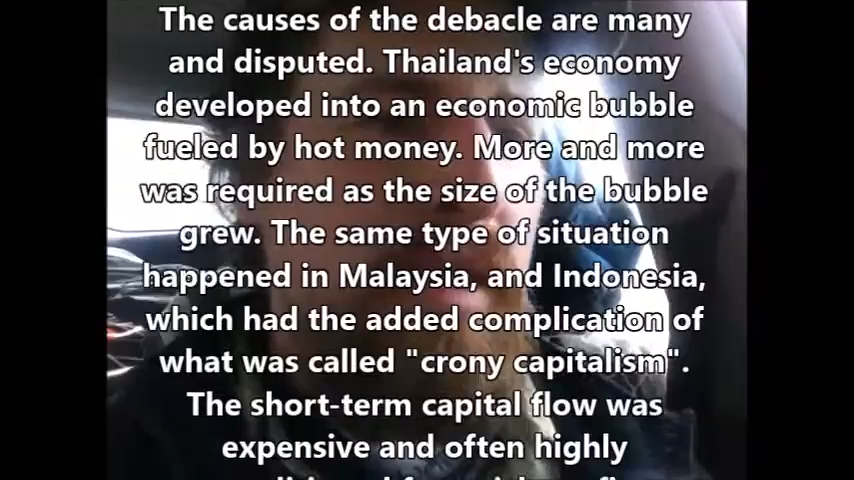 The causes of the debacle are many
and disputed. Thailand's economy
developed into an economic bubble
fueled by hot money. More and more
was required as the size of the bubble
grew. The same type of situation
happened in Malaysia, and Indonesia,
which had the added complication of
what was called "crony capitalism".
The short-term capital flow was
expensive and often highly